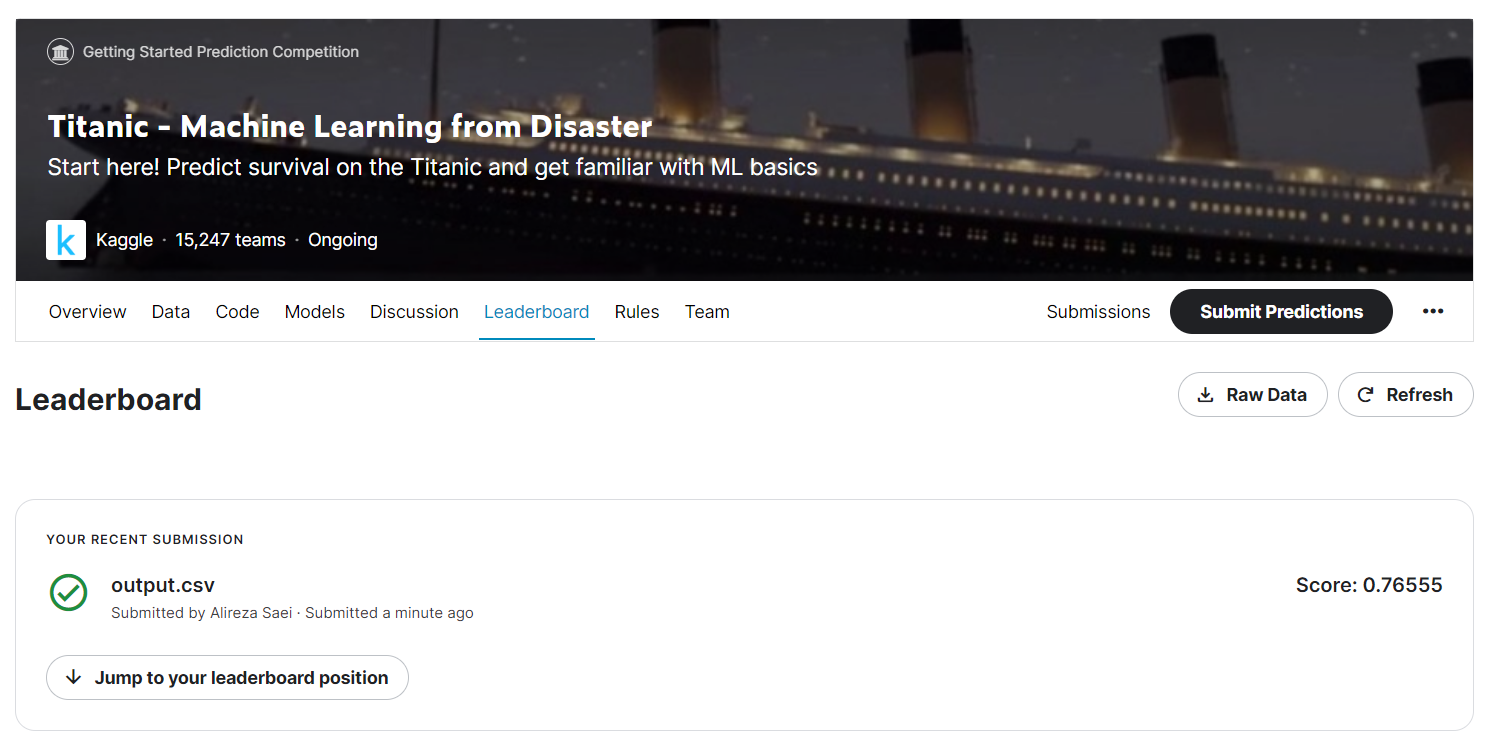 Getting Started Prediction Competition
Titanic - Machine Learning from Disaster
Start here! Predict survival on the Titanic and get familiar with ML basics
k Kaggle · 15,247 teams · Ongoing
Overview Data Code Models Discussion Leaderboard Rules Team Submissions Submit Predictions ...
Leaderboard Raw Data Refresh
YOUR RECENT SUBMISSION
output.csv Score: 0.76555
Submitted by Alireza Saei · Submitted a minute ago
Jump to your leaderboard position